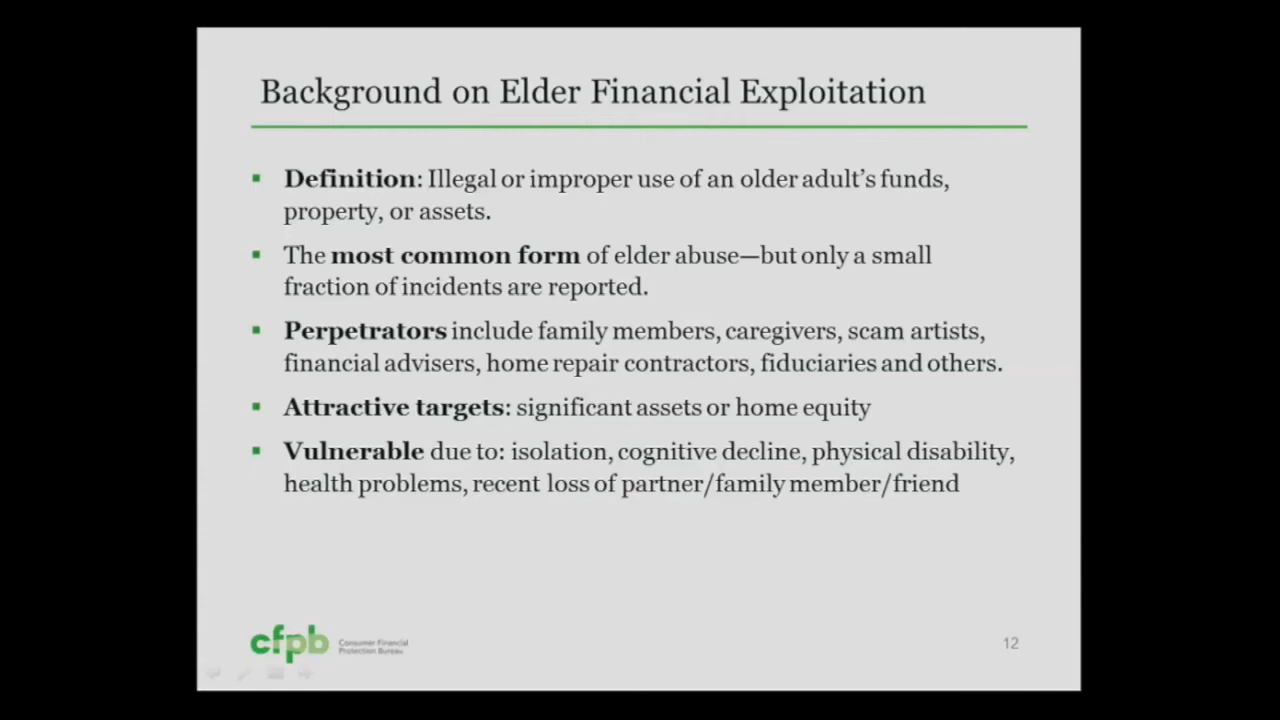 Background on Elder Financial Exploitation
Definition: Illegal or improper use of an older adult’s funds,
property, or assets.
The most common form of elder abuse—but only a small
fraction of incidents are reported.
Perpetrators include family members, caregivers, scam artists,
financial advisers, home repair contractors, fiduciaries and others.
Attractive targets: significant assets or home equity
Vulnerable due to: isolation, cognitive decline, physical disability,
health problems, recent loss of partner/family member/friend
cfpb
Consumer Financial
Protection Bureau
12